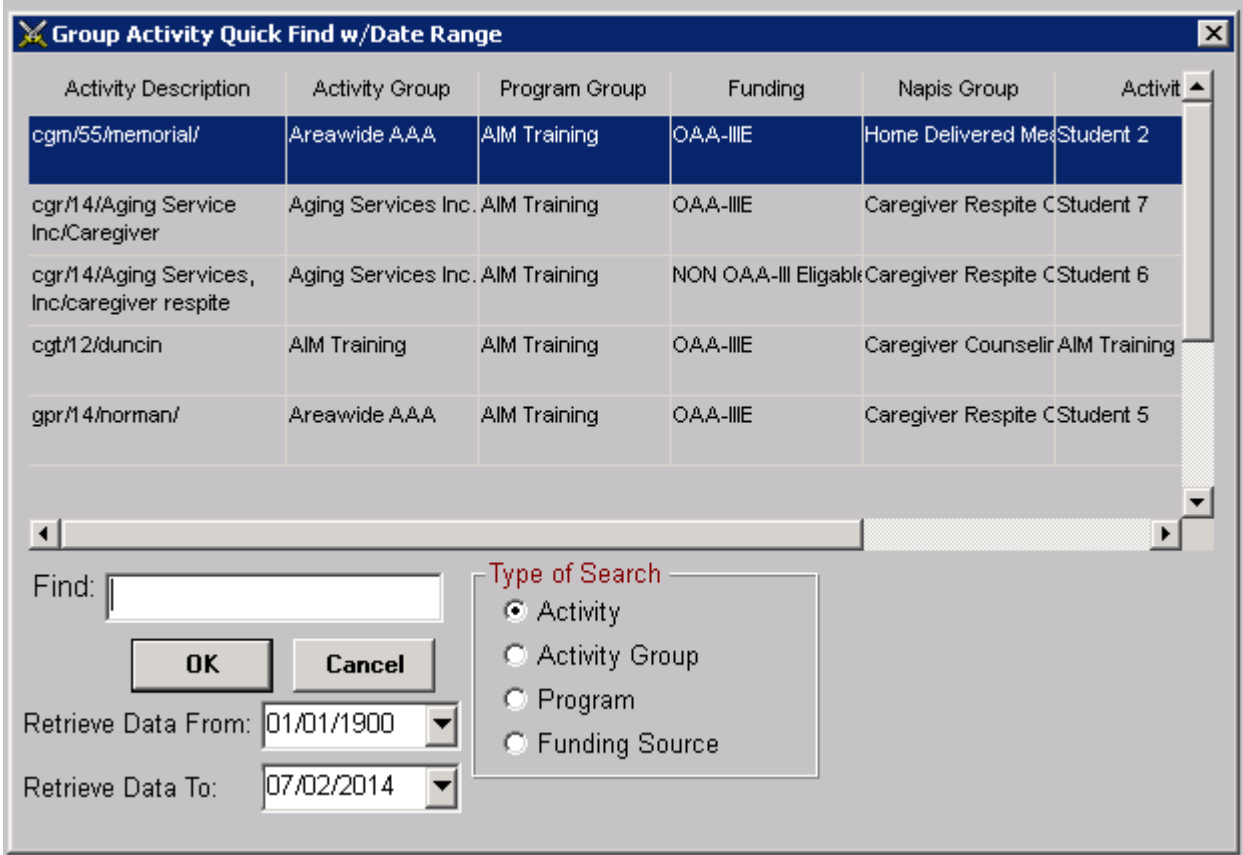 Group Activity Quick Find w/Date Range
Activity Description Activity Group Program Group Funding Napis Group Activit
cgm/55/memorial/ Areawide AAA AIM Training OAA-IIIE Home Delivered Mea Student 2
cgr/14/Aging Service Aging Services Inc. AIM Training OAA-IIIE Caregiver Respite C Student 7
Inc/Caregiver
cgr/14/Aging Services, Aging Services Inc. AIM Training NON OAA-III Eligable Caregiver Respite C Student 6
Inc/caregiver respite
cgt/12/duncin AIM Training AIM Training OAA-IIIE Caregiver Counselin AIM Training
gpr/14/norman/ Areawide AAA AIM Training OAA-IIIE Caregiver Respite C Student 5
Find:
OK Cancel
Retrieve Data From: 01/01/1900
Retrieve Data To: 07/02/2014
Type of Search
Activity
Activity Group
Program
Funding Source